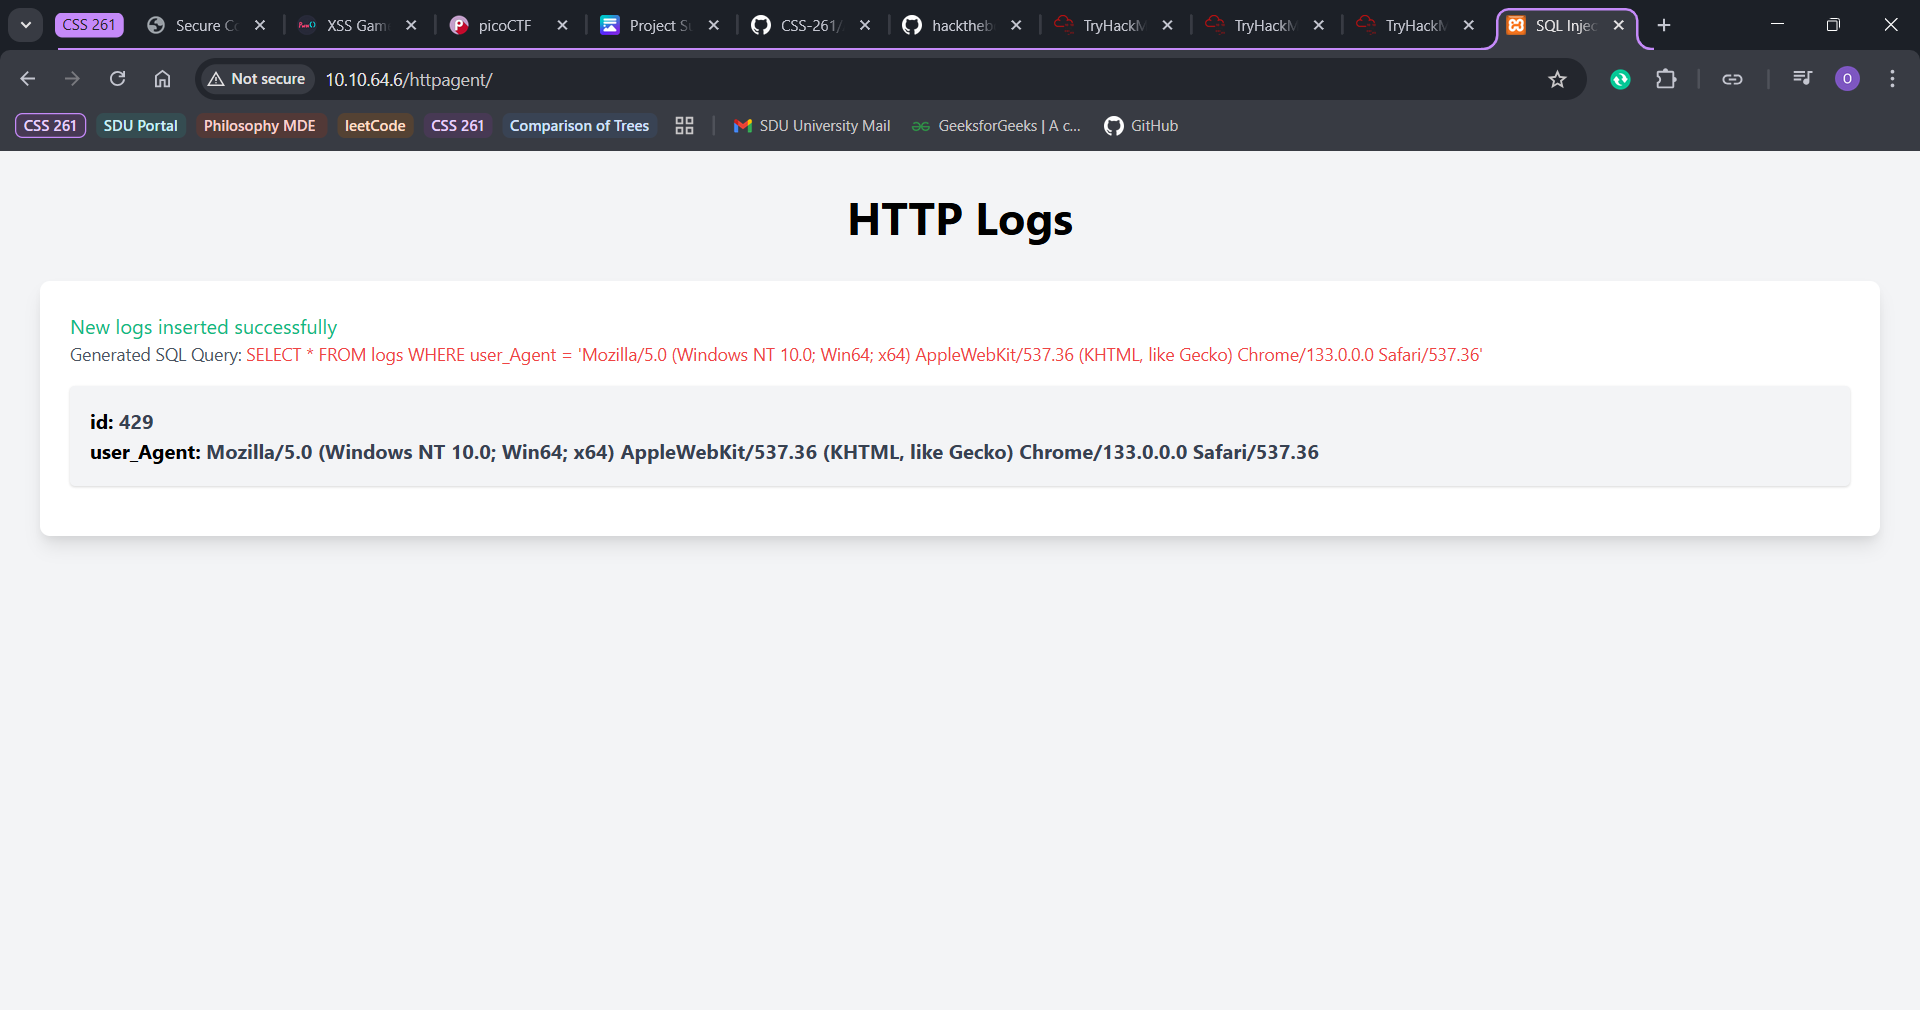 CSS 261
Secure Co
XSS Gam
picoCTF
Project Su
CSS-261/
hacktheb
TryHackM
TryHackM
TryHackM
SQL Injec
Not secure
10.10.64.6/httpagent/
O
CSS 261
SDU Portal
Philosophy MDE
leetCode
CSS 261
Comparison of Trees
SDU University Mail
GeeksforGeeks | A c...
GitHub
HTTP Logs
New logs inserted successfully
Generated SQL Query: SELECT * FROM logs WHERE user_Agent = 'Mozilla/5.0 (Windows NT 10.0; Win64; x64) AppleWebKit/537.36 (KHTML, like Gecko) Chrome/133.0.0.0 Safari/537.36'
id: 429
user_Agent: Mozilla/5.0 (Windows NT 10.0; Win64; x64) AppleWebKit/537.36 (KHTML, like Gecko) Chrome/133.0.0.0 Safari/537.36